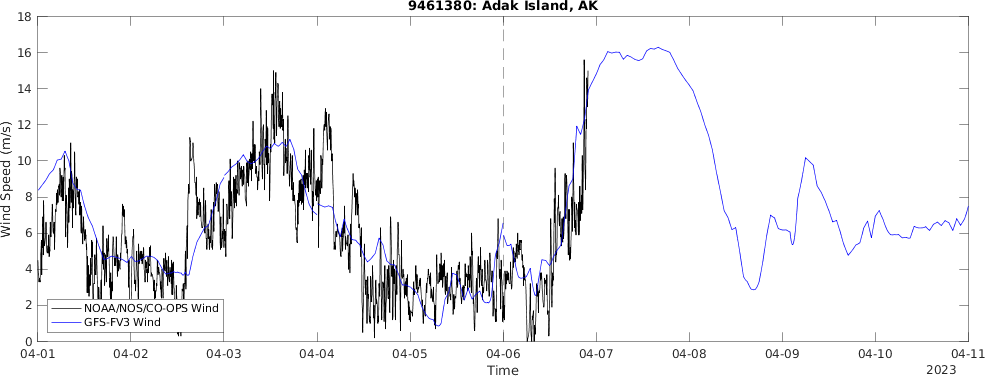 9461380: Adak Island, AK
Wind Speed (m/s)
18
16
14
12
10
8
6
4
2
0
NOAA/NOS/CO-OPS Wind
GFS-FV3 Wind
04-01 04-02 04-03 04-04 04-05 04-06 04-07 04-08 04-09 04-10 04-11
Time
2023